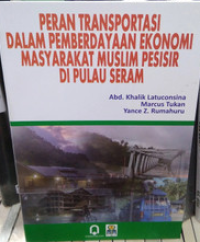 PERAN TRANSPORTASI
DALAM PEMBERDAYAAN EKONOMI
MASYARAKAT MUSLIM PESISIR
DI PULAU SERAM
Abd. Khalik Latuconsina
Marcus Tukan
Yance Z. Rumahuru